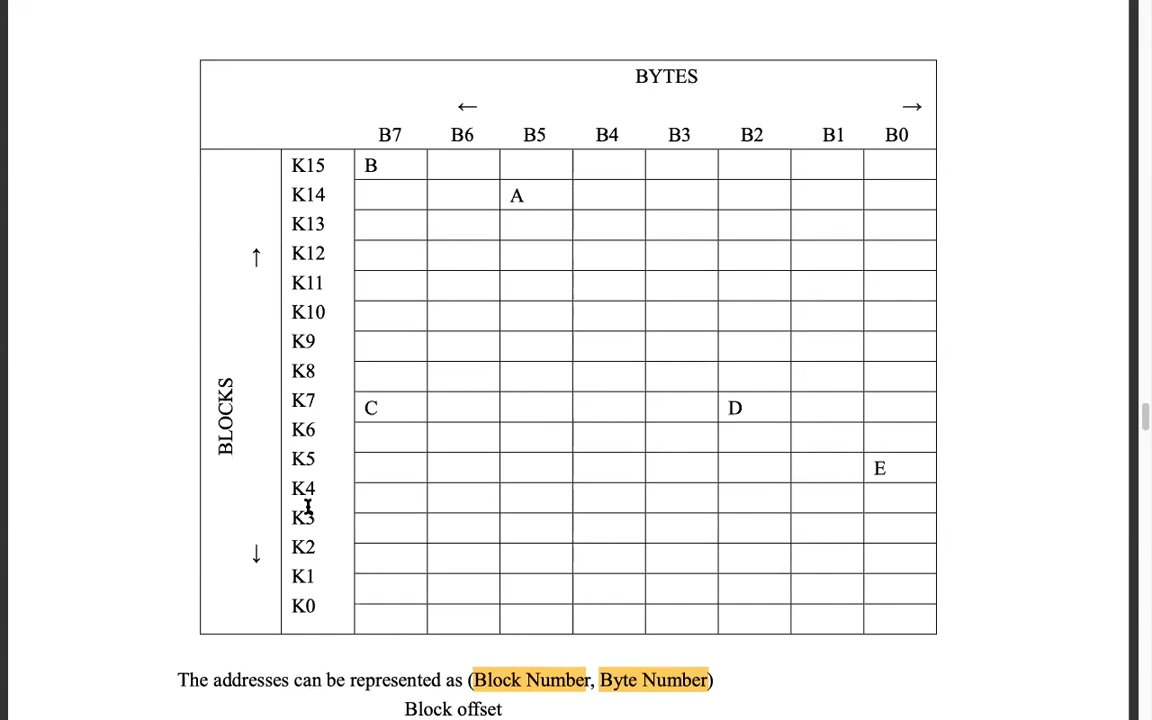 BYTES
← →
B7 B6 B5 B4 B3 B2 B1 B0
BLOCKS
↑
↓
K15 B
K14 A
K13
K12
K11
K10
K9
K8
K7 C D
K6
K5 E
K4
K3
K2
K1
K0
The addresses can be represented as (Block Number, Byte Number)
Block offset